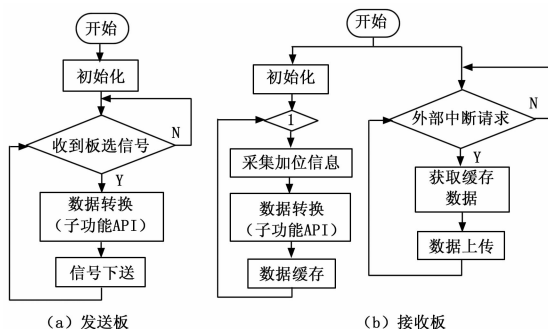 开始
初始化
收到板选信号
N
Y
数据转换
（子功能API）
信号下送
（a）发送板
开始
初始化
1
采集加位信息
数据转换
（子功能API）
数据缓存
外部中断请求
N
Y
获取缓存
数据
数据上传
（b）接收板